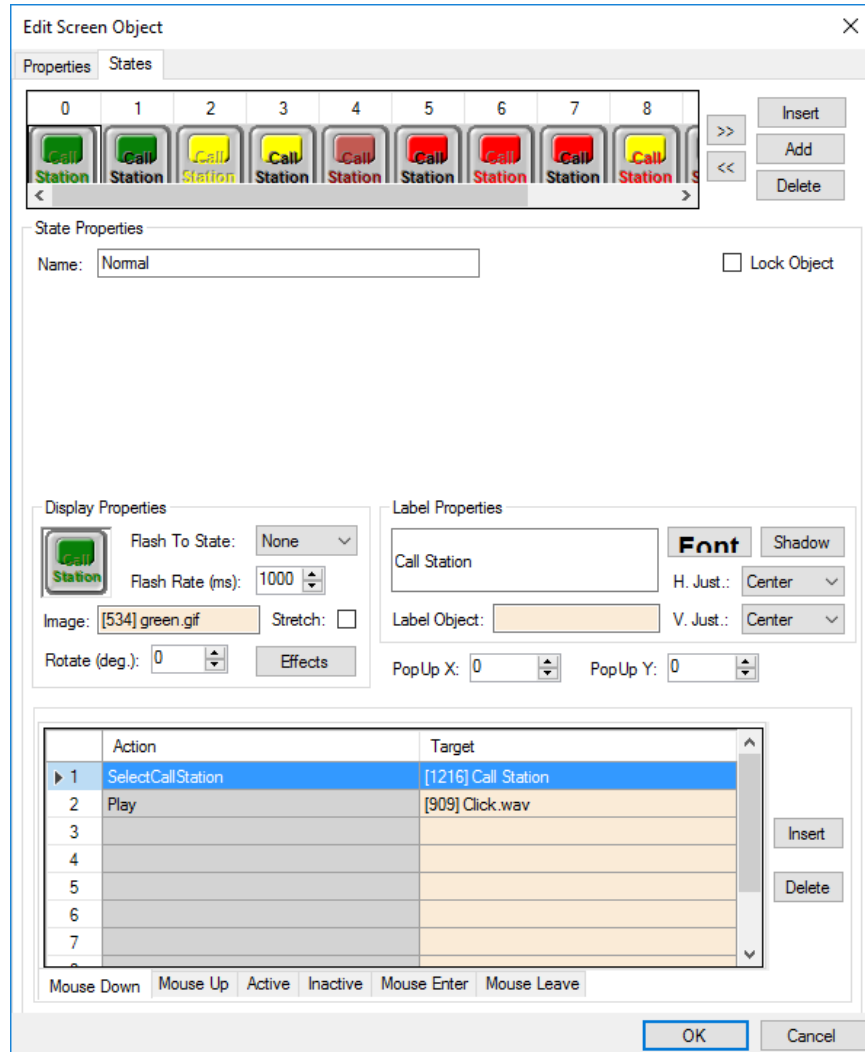 Edit Screen Object
Properties States
0 1 2 3 4 5 6 7 8
Call Call Call Call Call Call Call Call Call
Station Station Station Station Station Station Station Station Station S
>>
<<
Insert
Add
Delete
State Properties
Name: Normal
Lock Object
Display Properties
Call
Station
Flash To State: None
Flash Rate (ms): 1000
Image: [534] green.gif Stretch:
Rotate (deg.): 0 Effects
Label Properties
Call Station
Font Shadow
H. Just.: Center
Label Object: V. Just.: Center
PopUp X: 0 PopUp Y: 0
Action Target
1 SelectCallStation [1216] Call Station
2 Play [909] Click.wav
3
4
5
6
7
Insert
Delete
Mouse Down Mouse Up Active Inactive Mouse Enter Mouse Leave
OK Cancel